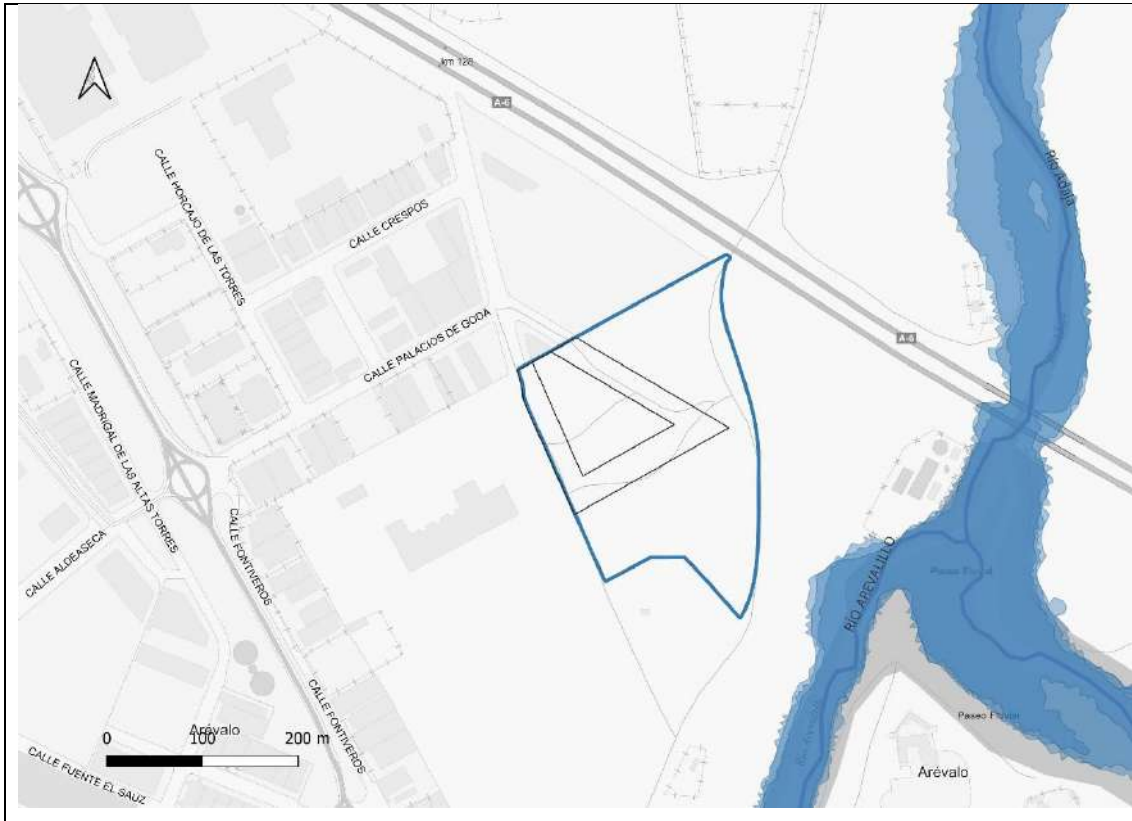 km 128
A-6
Río Adaja
CALLE HORCAJO DE LAS TORRES
CALLE CRESPOS
CALLE PALACIOS DE GODA
A-6
CALLE MADRIGAL DE LAS ALTAS TORRES
CALLE ALDEASECA
CALLE FONTIVEROS
RÍO AREVALILLO
Paseo Fluvial
CALLE FONTIVEROS
Paseo Fluvial
Arévalo
0 100 200 m
CALLE FUENTE EL SAUZ
Arévalo